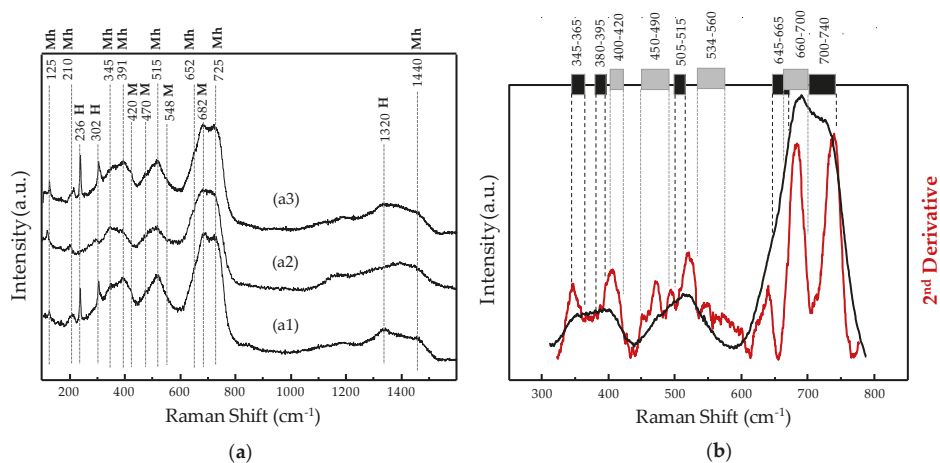 (a)
Mh Mh Mh Mh Mh Mh Mh Mh
125 210 345 391 515 652 725 1440
236 H 302 H 420 M 470 M 548 M 682 M 1320 H
(a3)
(a2)
(a1)
Intensity (a.u.)
200 400 600 800 1000 1200 1400
Raman Shift (cm-1)
(a)
(b)
345-365 380-395 400-420 450-490 505-515 534-560 645-665 660-700 700-740
Intensity (a.u.)
2nd Derivative
300 400 500 600 700 800
Raman Shift (cm-1)
(b)